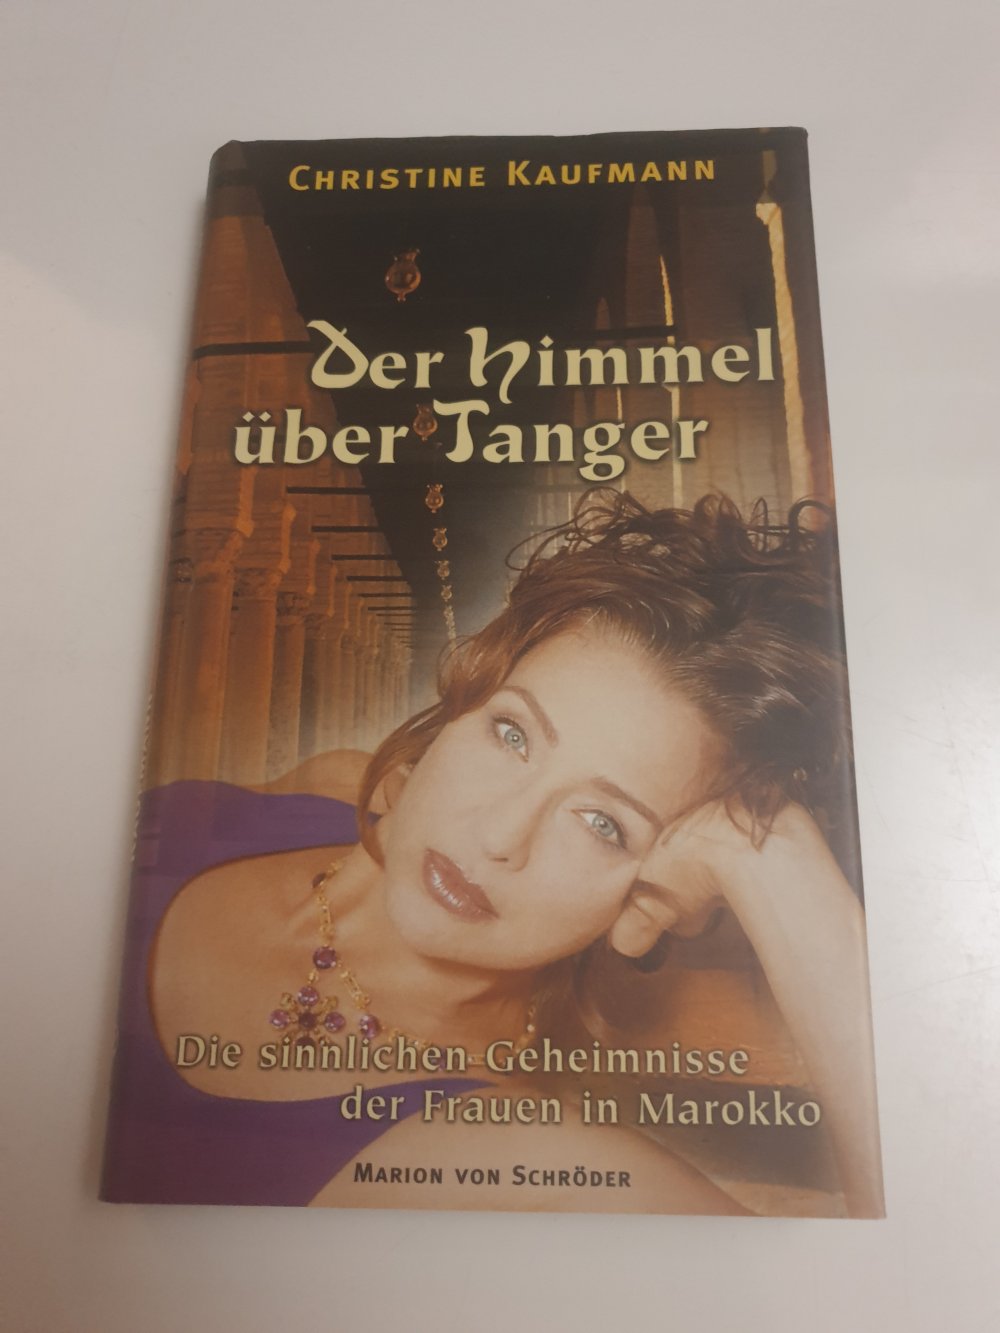 CHRISTINE KAUFMANN
Der Himmel
über Tanger
Die sinnlichen Geheimnisse
der Frauen in Marokko
MARION VON SCHRÖDER